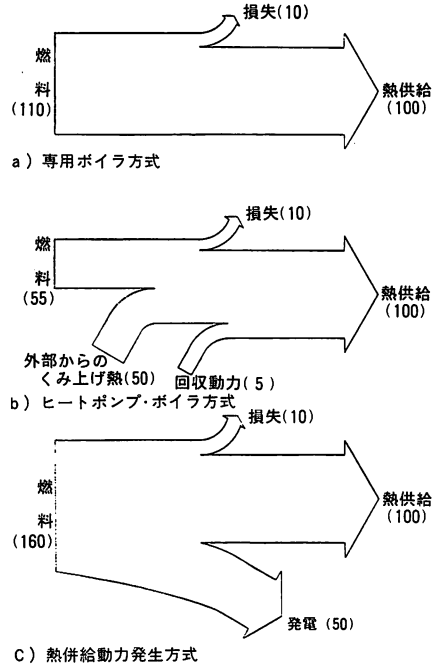 損失(10)
燃
料
(110)
熱供給
(100)
a) 専用ボイラ方式
損失(10)
燃
料
(55)
熱供給
(100)
外部からの
くみ上げ熱(50)
回収動力(5)
b) ヒートポンプ・ボイラ方式
損失(10)
燃
料
(160)
熱供給
(100)
発電(50)
C) 熱併給動力発生方式